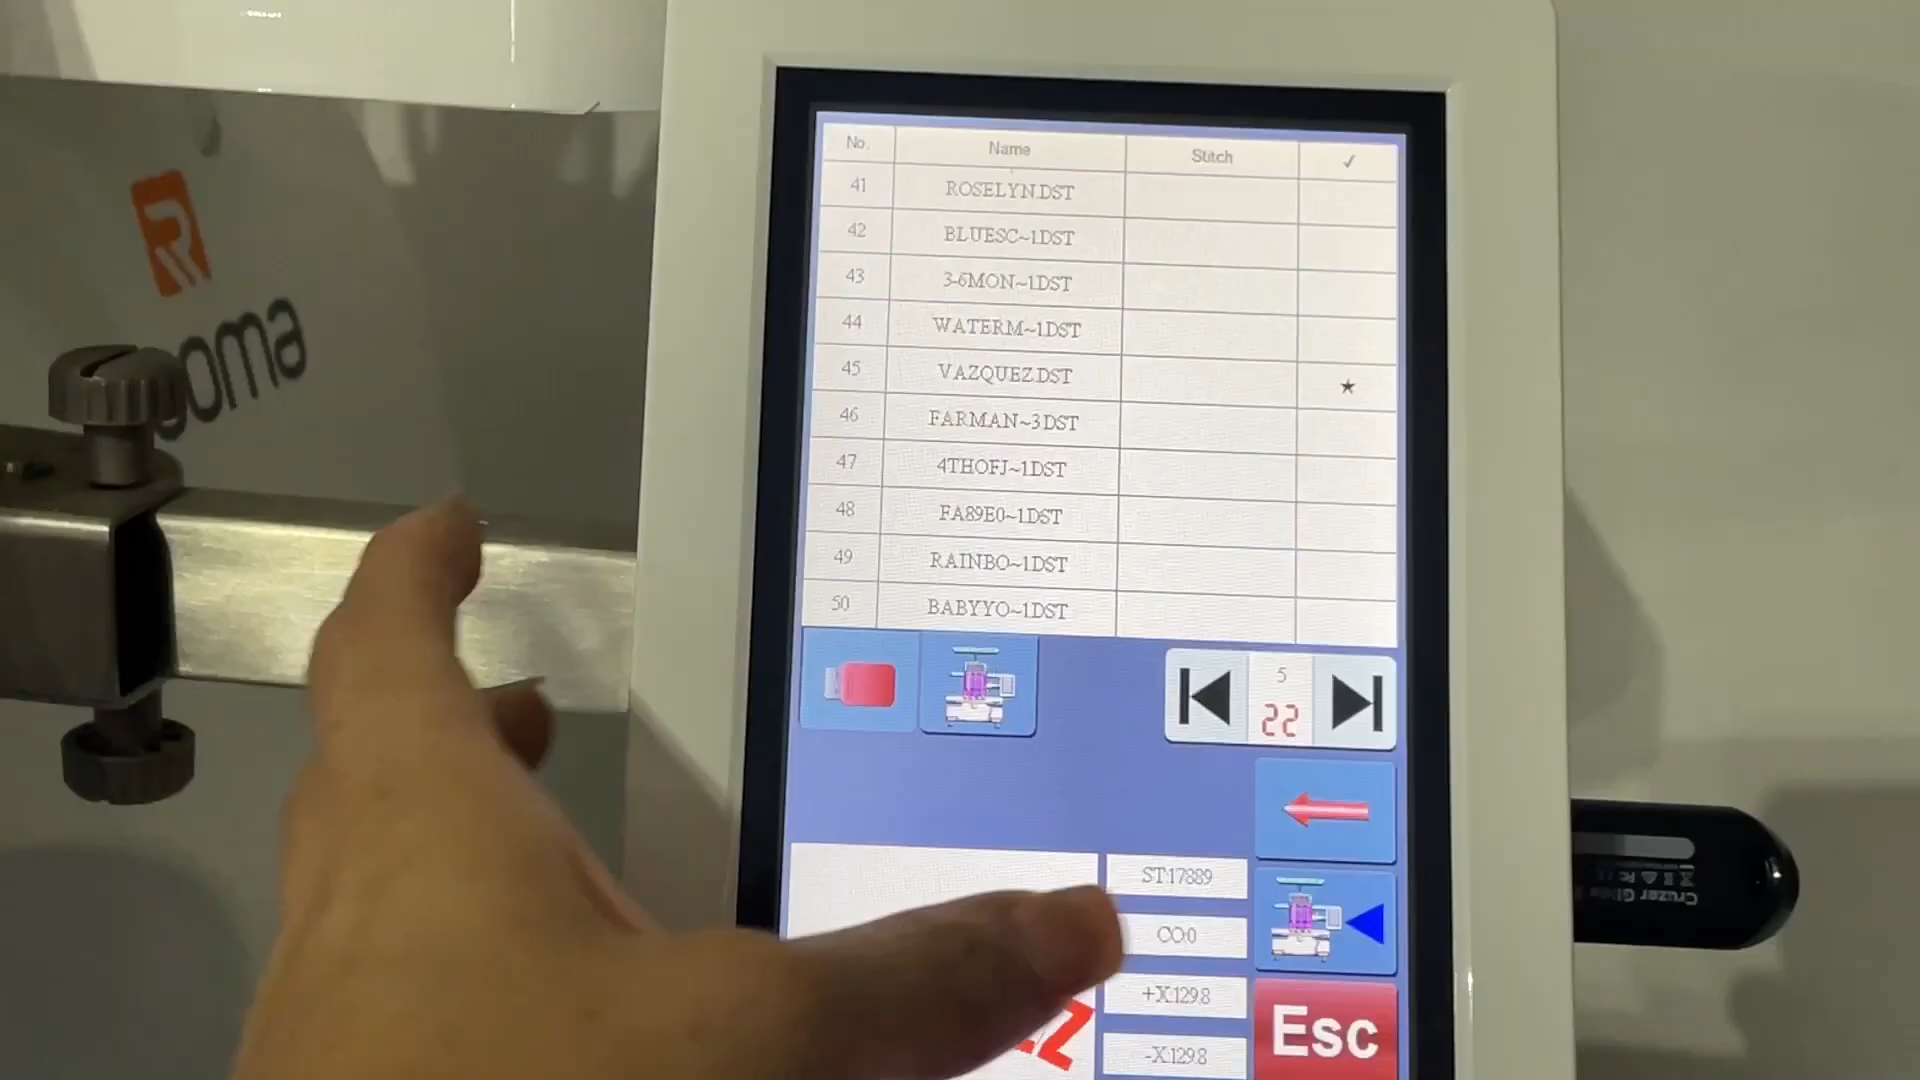 No. Name Stitch ✓
41 ROSELYN.DST
42 BLUESC~1.DST
43 3-6MON~1.DST
44 WATERM~1.DST
45 VAZQUEZ.DST ★
46 FARMAN~3.DST
47 4THOFJ~1.DST
48 FA89E0~1.DST
49 RAINBO~1.DST
50 BABYYO~1.DST
5
22
ST:17889
CO:0
+X:129.8
-X:129.8
Esc
Z
R
oma
Cruzer Glide